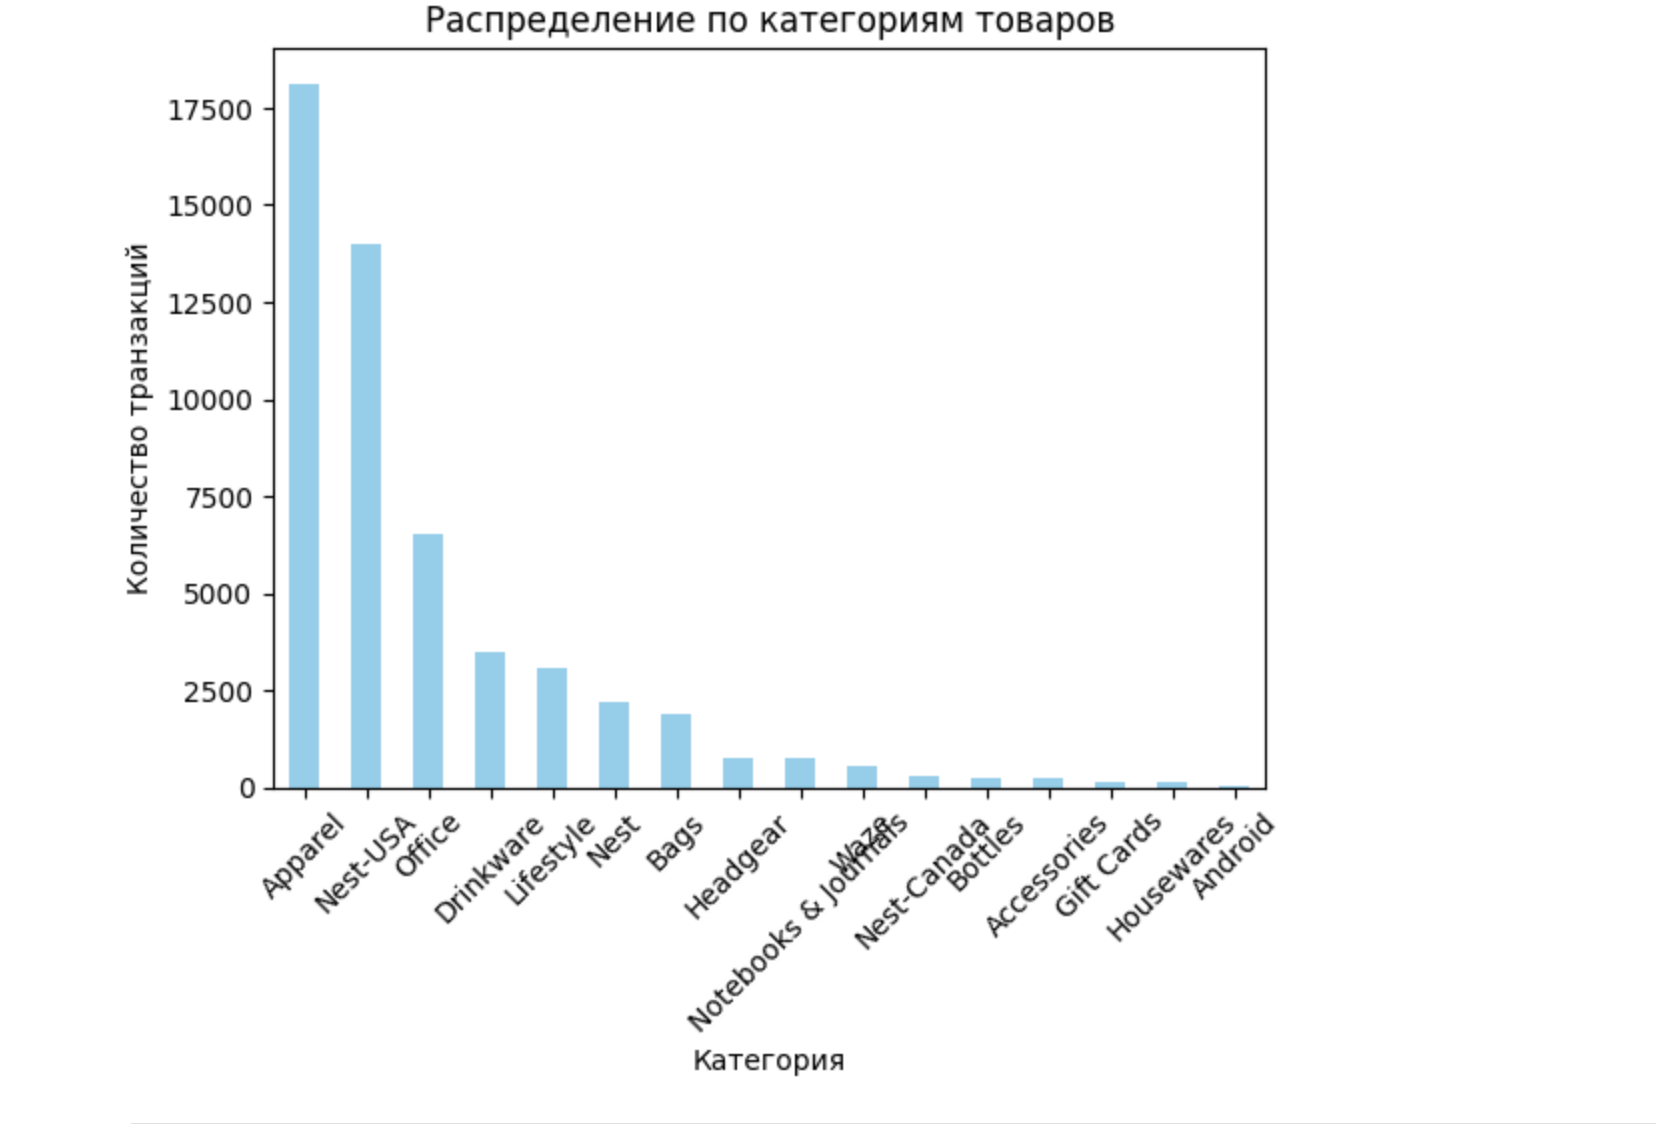 Распределение по категориям товаров
Количество транзакций
17500
15000
12500
10000
7500
5000
2500
0
Apparel
Nest-USA
Office
Drinkware
Lifestyle
Nest
Bags
Headgear
Notebooks & Journals
Waze
Nest-Canada
Bottles
Accessories
Gift Cards
Housewares
Android
Категория